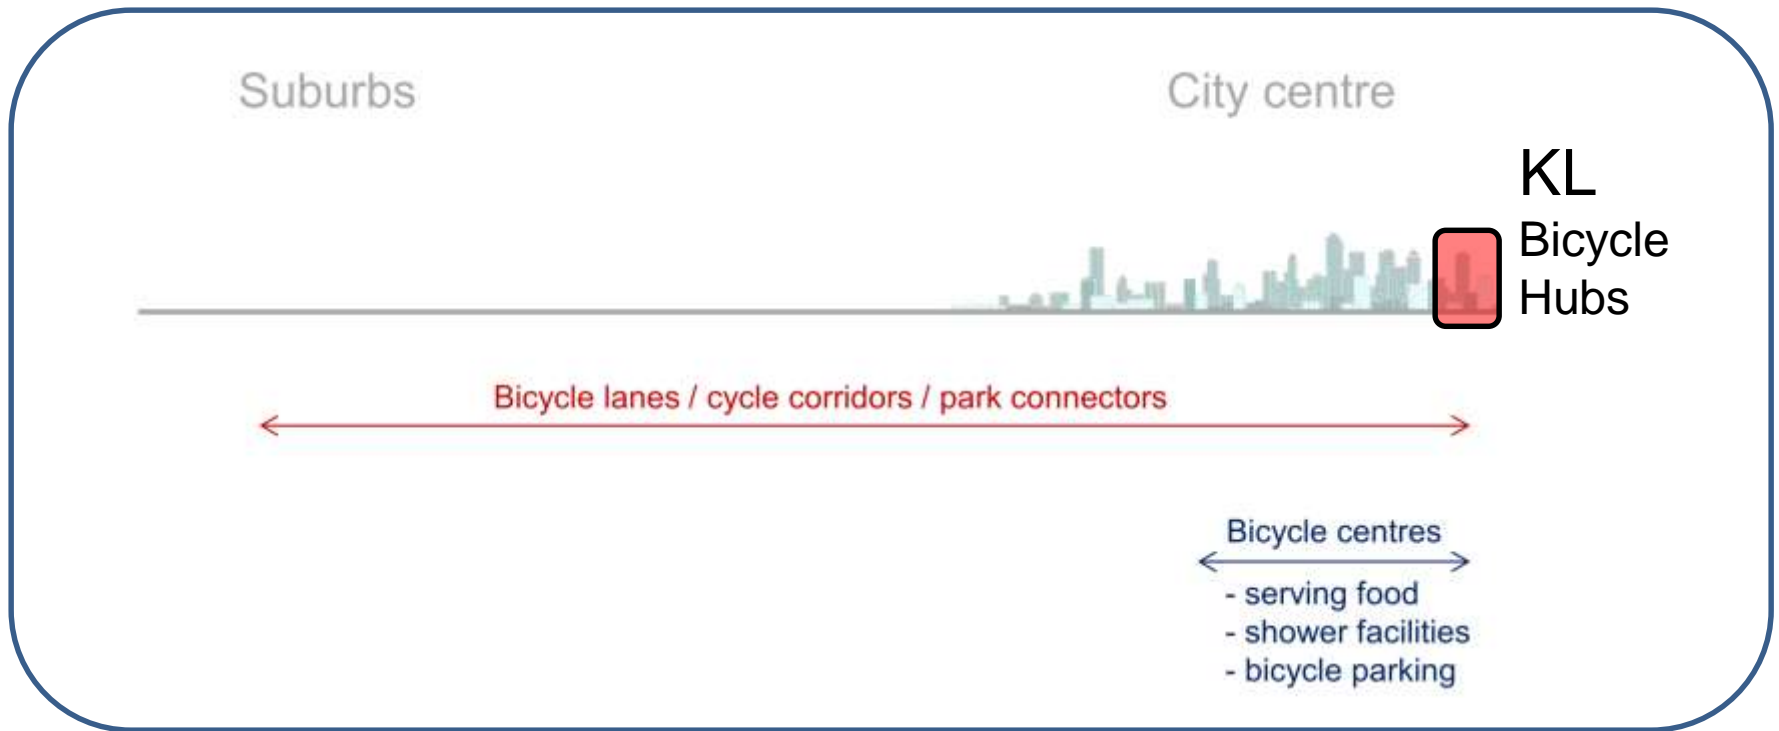 Suburbs
City centre
KL
Bicycle
Hubs
Bicycle lanes / cycle corridors / park connectors
Bicycle centres
- serving food
- shower facilities
- bicycle parking